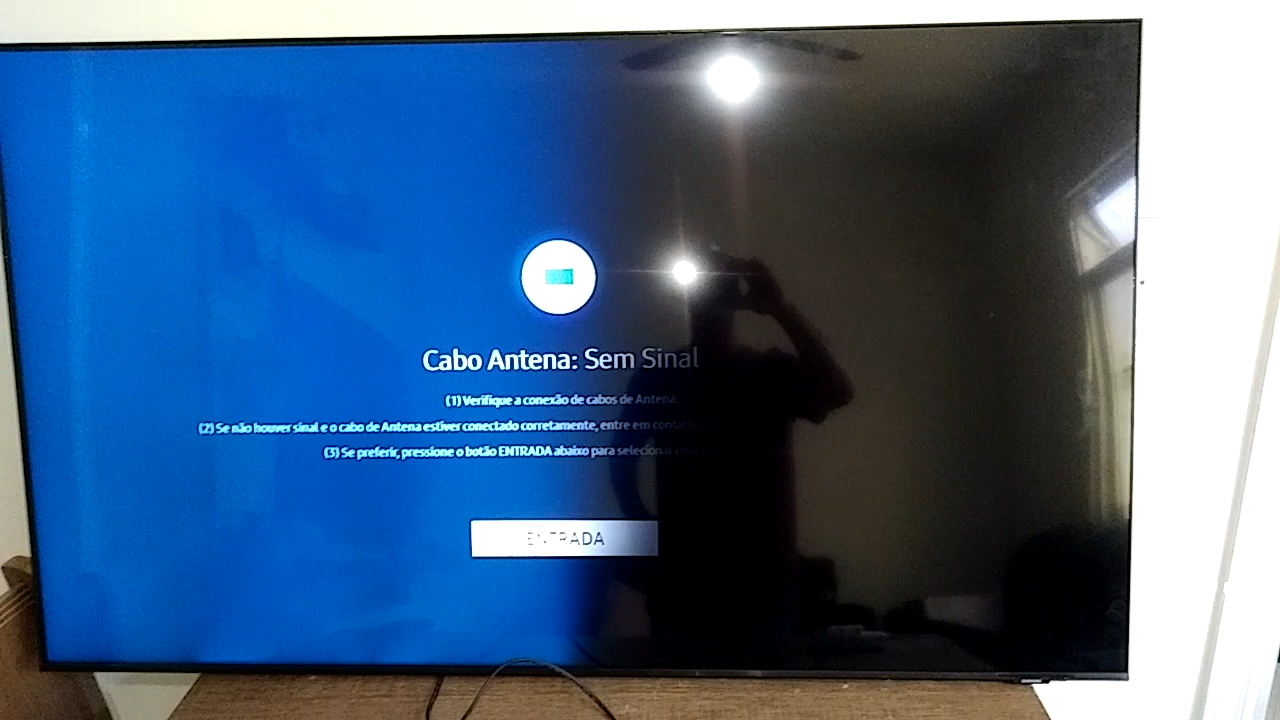 Cabo Antena: Sem Sinal
(1) Verifique a conexão de cabos de Antena.
(2) Se não houver sinal e o cabo de Antena estiver conectado corretamente, entre em contato
(3) Se preferir, pressione o botão ENTRADA abaixo para selecionar uma
ENTRADA